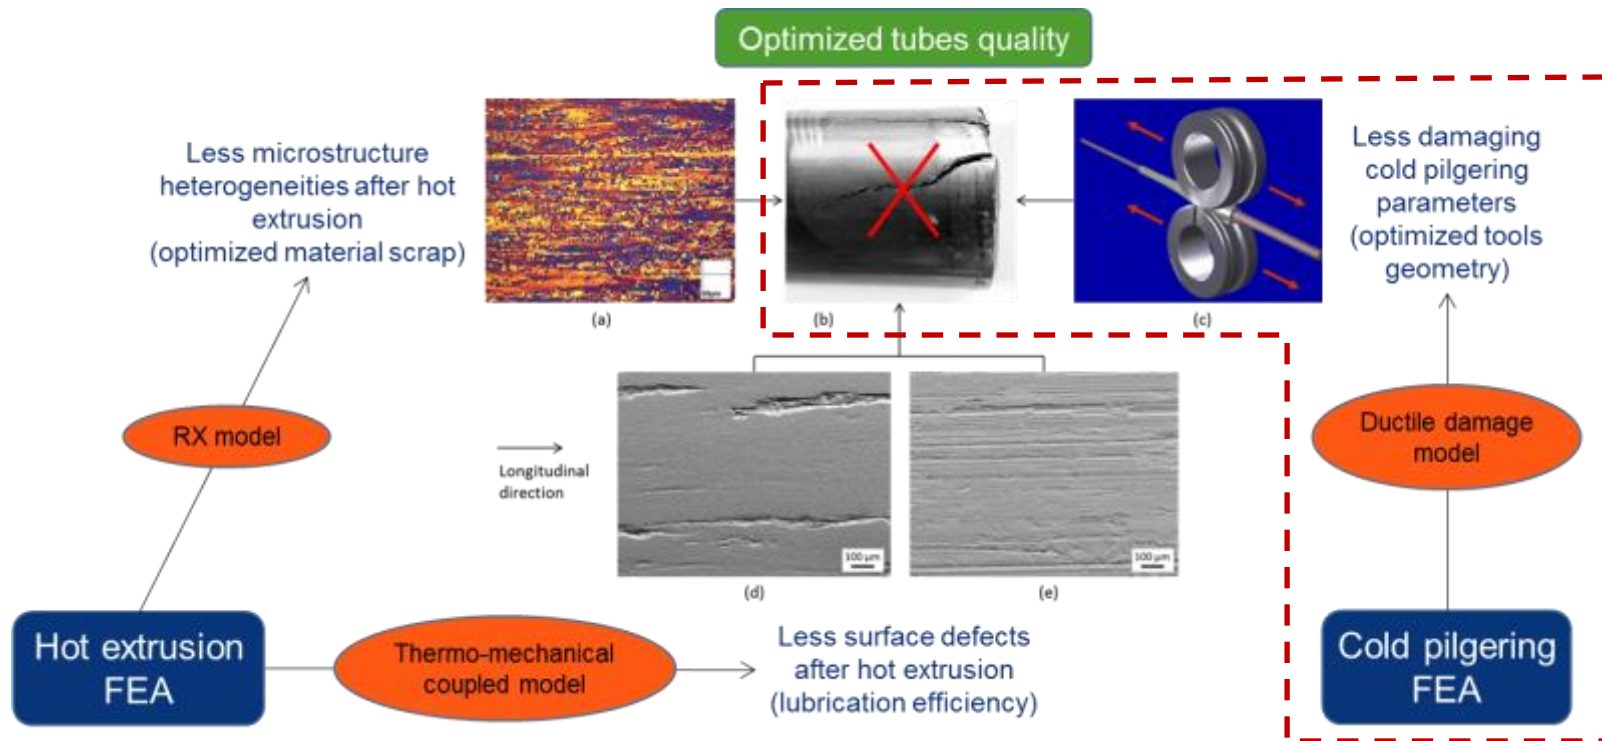 Optimized tubes quality
Less microstructure
heterogeneities after hot
extrusion
(optimized material scrap)
Less damaging
cold pilgering
parameters
(optimized tools
geometry)
(a)
(b)
(c)
RX model
Ductile damage
model
Longitudinal
direction
100 µm
100 µm
(d)
(e)
Hot extrusion
FEA
Thermo-mechanical
coupled model
Less surface defects
after hot extrusion
(lubrication efficiency)
Cold pilgering
FEA